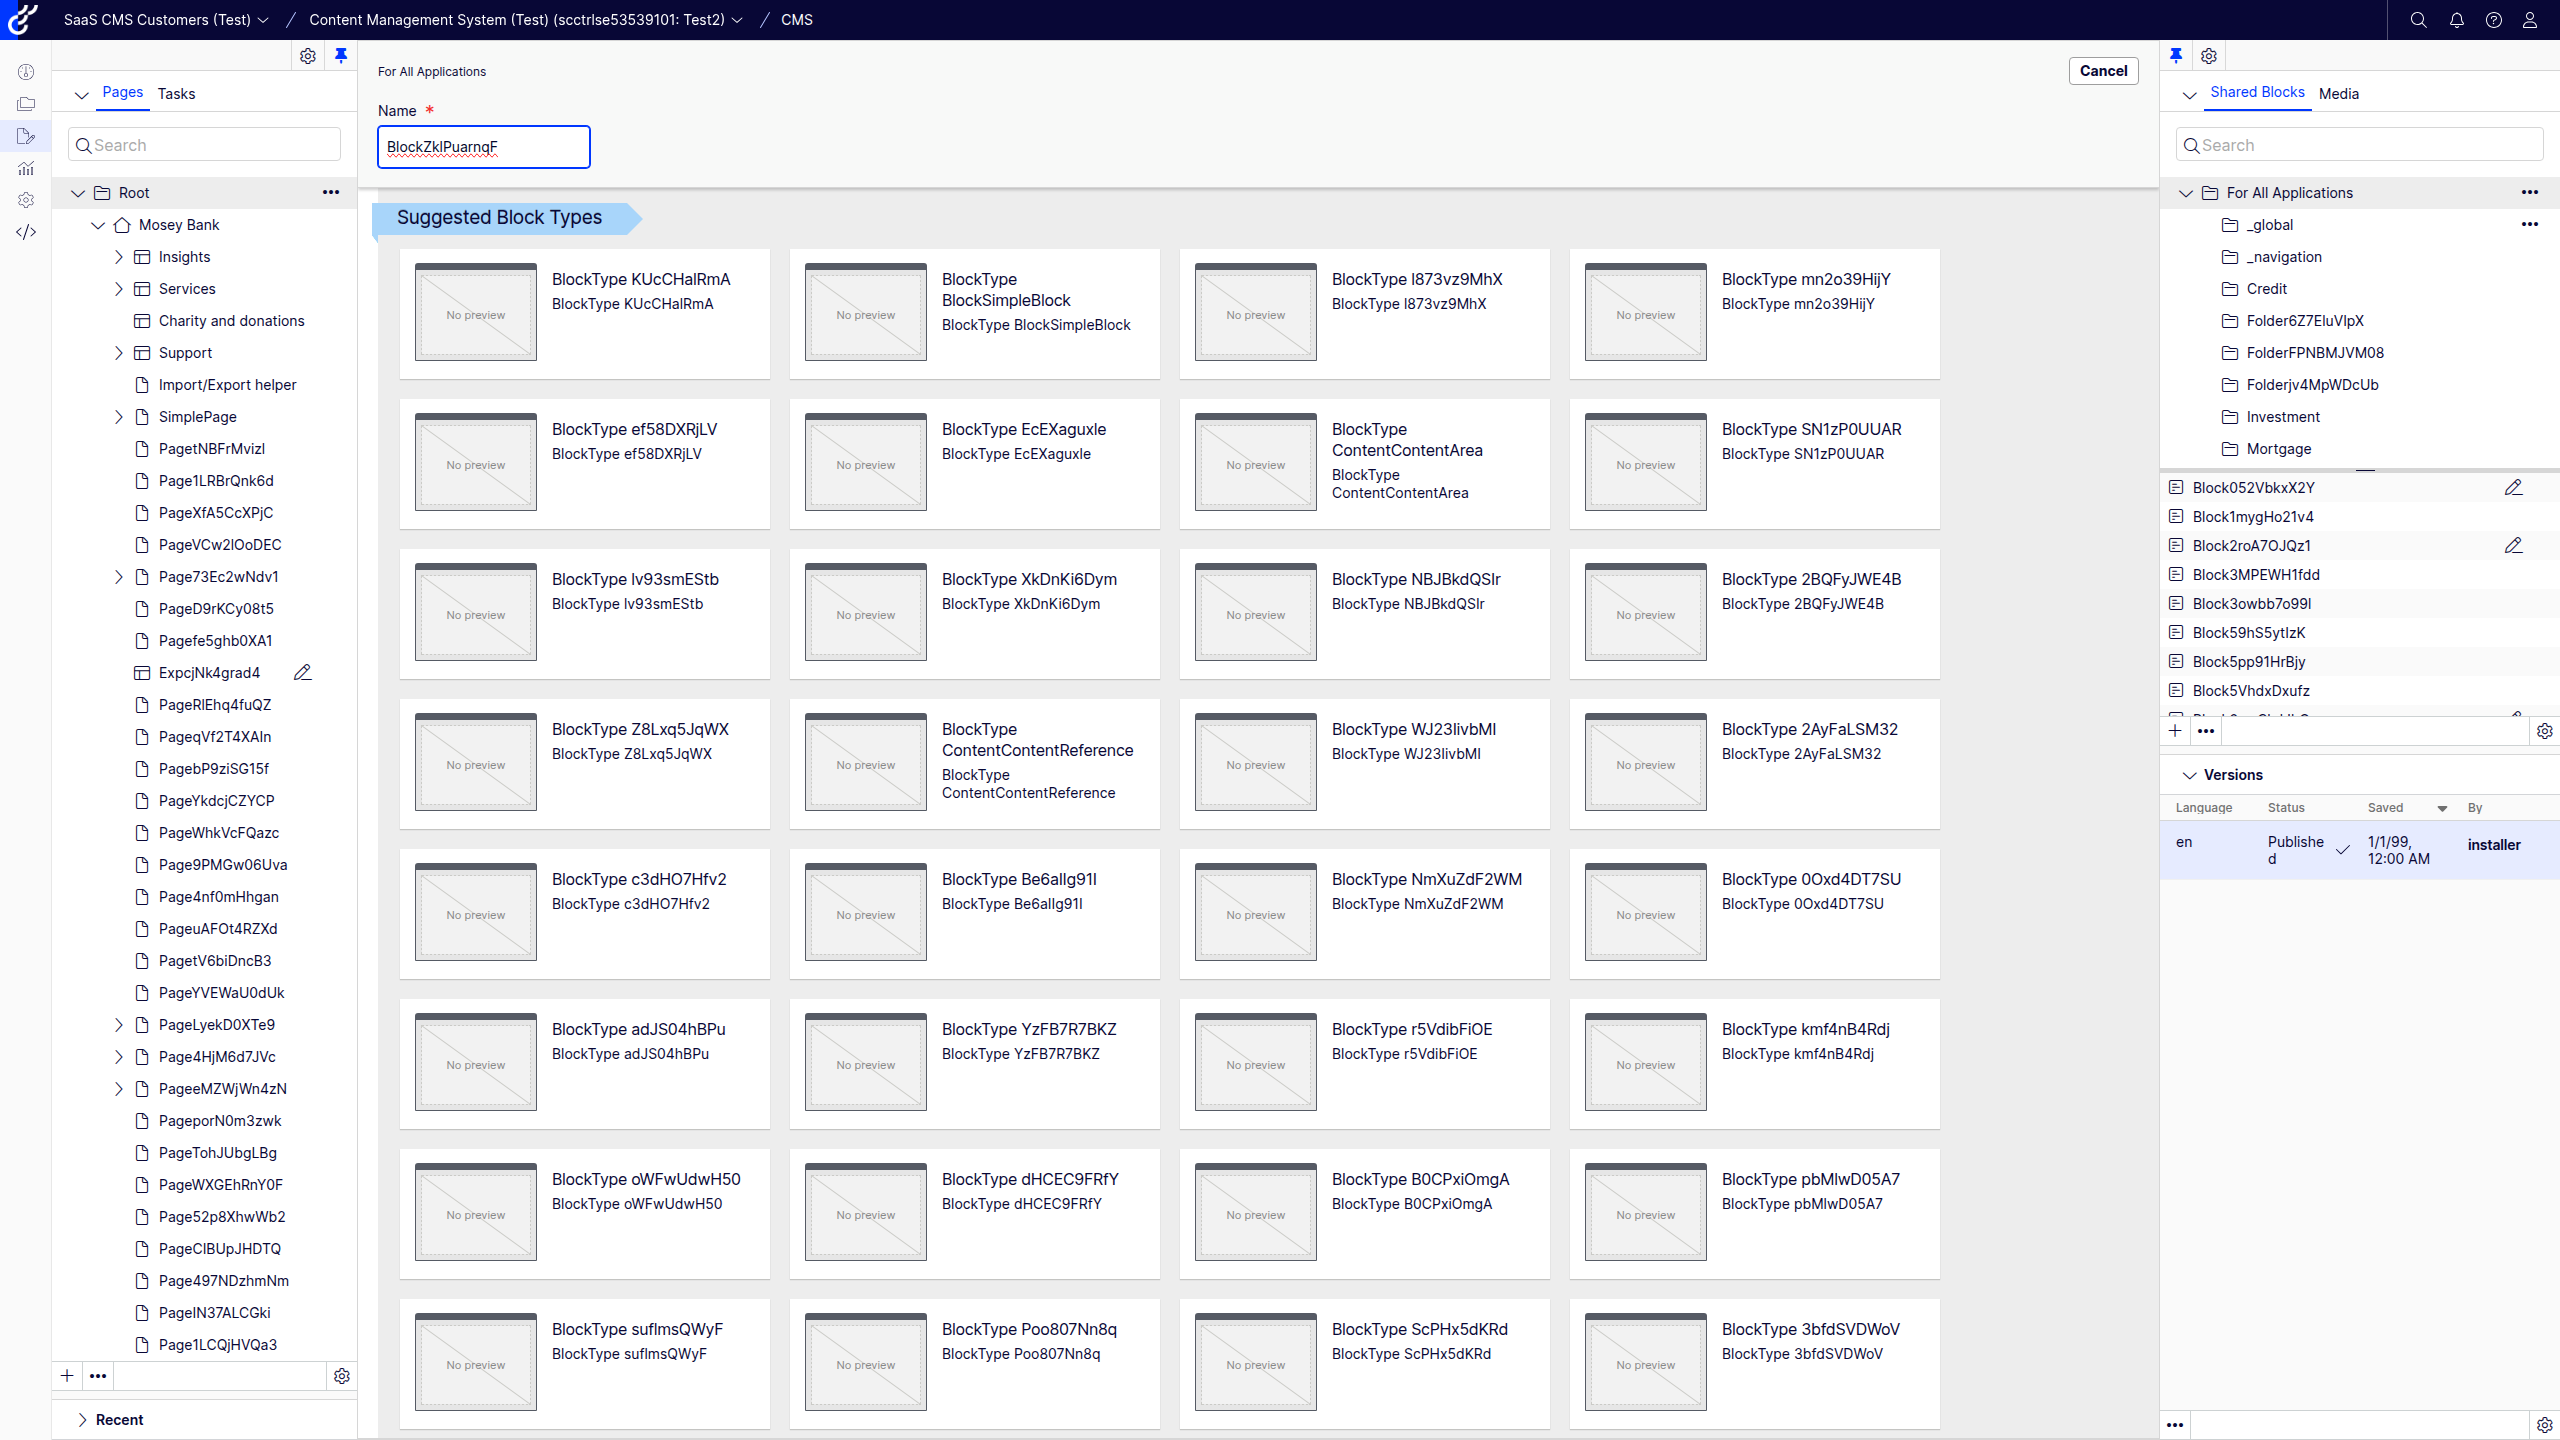 SaaS CMS Customers (Test) / Content Management System (Test) (scctrlse53539101: Test2) / CMS
Pages Tasks
Search
Root
Mosey Bank
Insights
Services
Charity and donations
Support
Import/Export helper
SimplePage
PagetNBFrMvizl
Page1LRBrQnk6d
PageXfA5CcXPjC
PageVCw2lOoDEC
Page73Ec2wNdv1
PageD9rKCy08t5
Pagefe5ghb0XA1
ExpcjNk4grad4
PageRlEhq4fuQZ
PageqVf2T4XAln
PagebP9ziSG15f
PageYkdcjCZYCP
PageWhkVcFQazc
Page9PMGw06Uva
Page4nf0mHhgan
PageuAFOt4RZXd
PagetV6biDncB3
PageYVEWaU0dUk
PageLyekD0XTe9
Page4HjM6d7JVc
PageeMZWjWn4zN
PageporN0m3zwk
PageTohJUbgLBg
PageWXGEhRnY0F
Page52p8XhwWb2
PageClBUpJHDTQ
Page497NDzhmNm
PageIN37ALCGki
Page1LCQjHVQa3
Recent
For All Applications
Cancel
Name *
BlockZklPuarnqF
Suggested Block Types
No preview
BlockType KUcCHalRmA
BlockType KUcCHalRmA
No preview
BlockType
BlockSimpleBlock
BlockType BlockSimpleBlock
No preview
BlockType l873vz9MhX
BlockType l873vz9MhX
No preview
BlockType mn2o39HijY
BlockType mn2o39HijY
No preview
BlockType ef58DXRjLV
BlockType ef58DXRjLV
No preview
BlockType EcEXaguxle
BlockType EcEXaguxle
No preview
BlockType
ContentContentArea
BlockType
ContentContentArea
No preview
BlockType SN1zP0UUAR
BlockType SN1zP0UUAR
No preview
BlockType lv93smEStb
BlockType lv93smEStb
No preview
BlockType XkDnKi6Dym
BlockType XkDnKi6Dym
No preview
BlockType NBJBkdQSlr
BlockType NBJBkdQSlr
No preview
BlockType 2BQFyJWE4B
BlockType 2BQFyJWE4B
No preview
BlockType Z8Lxq5JqWX
BlockType Z8Lxq5JqWX
No preview
BlockType
ContentContentReference
BlockType
ContentContentReference
No preview
BlockType WJ23IivbMI
BlockType WJ23IivbMI
No preview
BlockType 2AyFaLSM32
BlockType 2AyFaLSM32
No preview
BlockType c3dHO7Hfv2
BlockType c3dHO7Hfv2
No preview
BlockType Be6allg91I
BlockType Be6allg91I
No preview
BlockType NmXuZdF2WM
BlockType NmXuZdF2WM
No preview
BlockType 0Oxd4DT7SU
BlockType 0Oxd4DT7SU
No preview
BlockType adJS04hBPu
BlockType adJS04hBPu
No preview
BlockType YzFB7R7BKZ
BlockType YzFB7R7BKZ
No preview
BlockType r5VdibFiOE
BlockType r5VdibFiOE
No preview
BlockType kmf4nB4Rdj
BlockType kmf4nB4Rdj
No preview
BlockType oWFwUdwH50
BlockType oWFwUdwH50
No preview
BlockType dHCEC9FRfY
BlockType dHCEC9FRfY
No preview
BlockType B0CPxiOmgA
BlockType B0CPxiOmgA
No preview
BlockType pbMlwD05A7
BlockType pbMlwD05A7
No preview
BlockType suflmsQWyF
BlockType suflmsQWyF
No preview
BlockType Poo807Nn8q
BlockType Poo807Nn8q
No preview
BlockType ScPHx5dKRd
BlockType ScPHx5dKRd
No preview
BlockType 3bfdSVDWoV
BlockType 3bfdSVDWoV
Shared Blocks Media
Search
For All Applications
_global
_navigation
Credit
Folder6Z7EluVlpX
FolderFPNBMJVM08
Folderjv4MpWDcUb
Investment
Mortgage
Block052VbkxX2Y
Block1mygHo21v4
Block2roA7OJQz1
Block3MPEWH1fdd
Block3owbb7o99l
Block59hS5ytlzK
Block5pp91HrBjy
Block5VhdxDxufz
Versions
Language Status Saved By
en Publishe
d 1/1/99,
12:00 AM installer